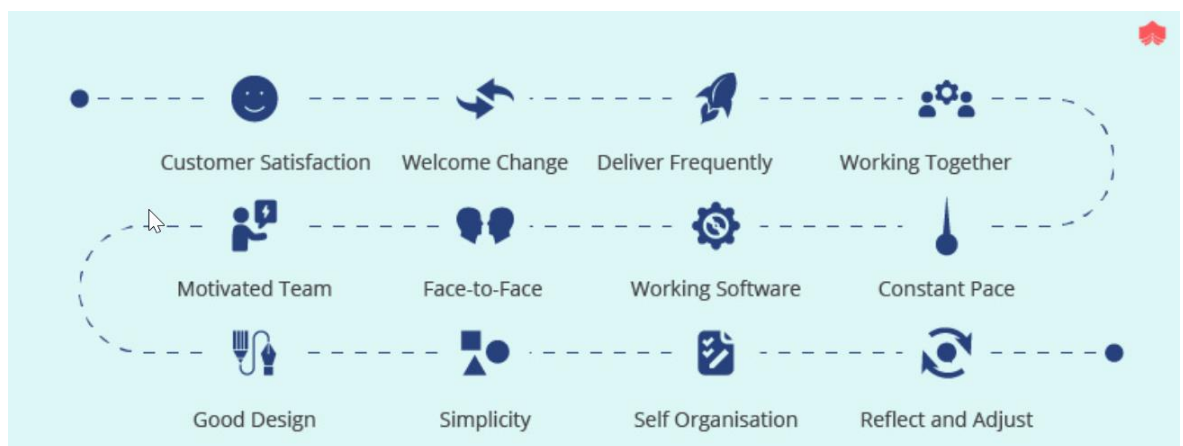 Customer Satisfaction
Welcome Change
Deliver Frequently
Working Together
Motivated Team
Face-to-Face
Working Software
Constant Pace
Good Design
Simplicity
Self Organisation
Reflect and Adjust